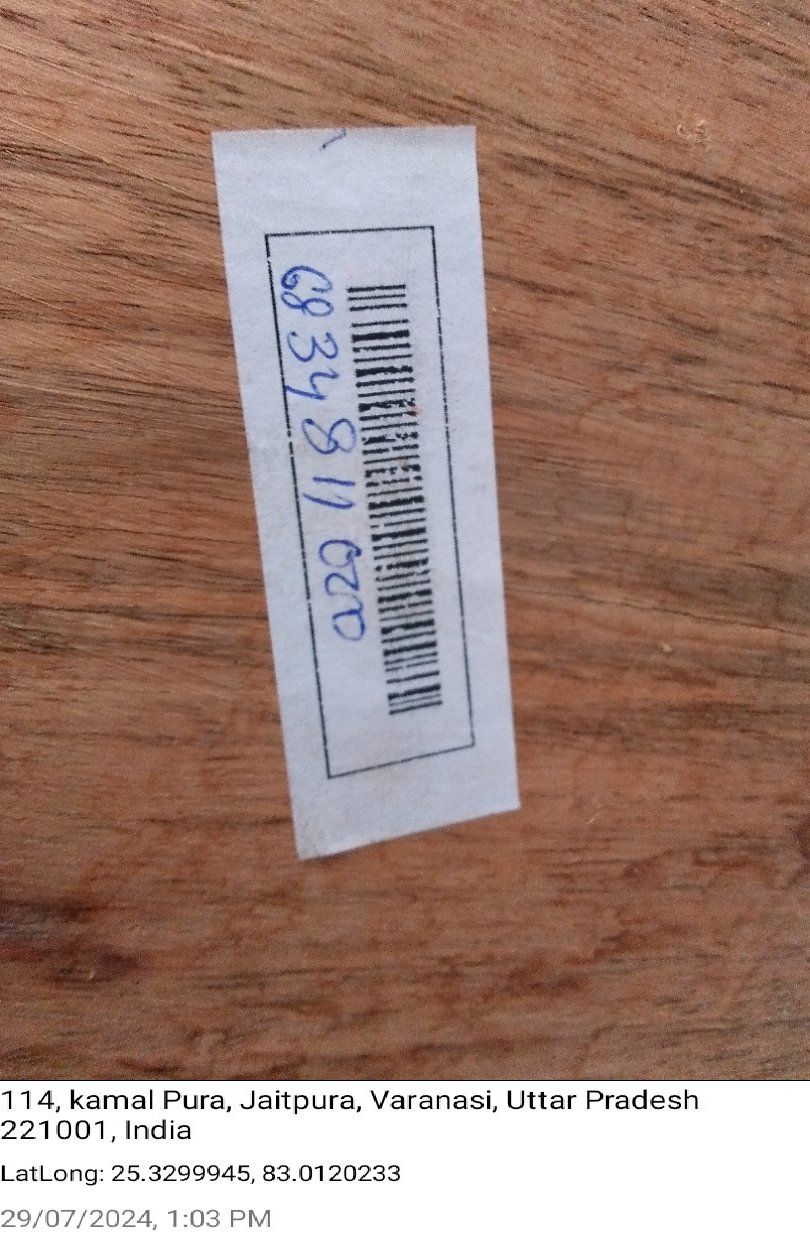 6834811020
114, kamal Pura, Jaitpura, Varanasi, Uttar Pradesh
221001, India
LatLong: 25.3299945, 83.0120233
29/07/2024, 1:03 PM